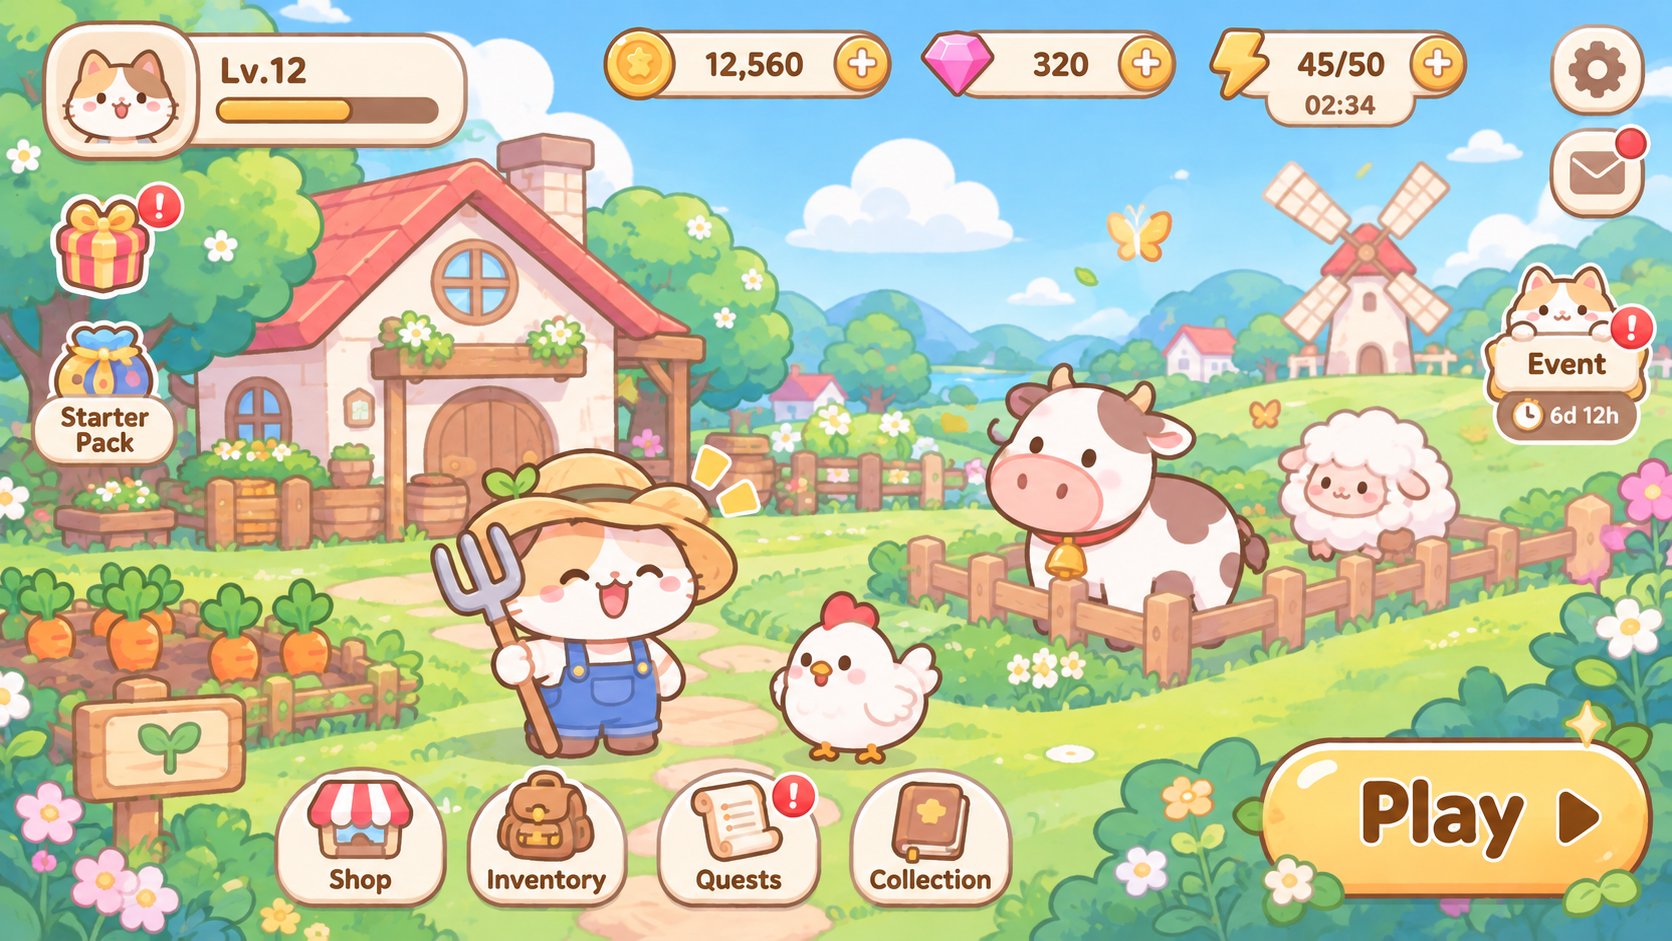 Lv.12
12,560
320
45/50
02:34
!
Starter
Pack
!
Event
6d 12h
Shop
Inventory
!
Quests
Collection
Play